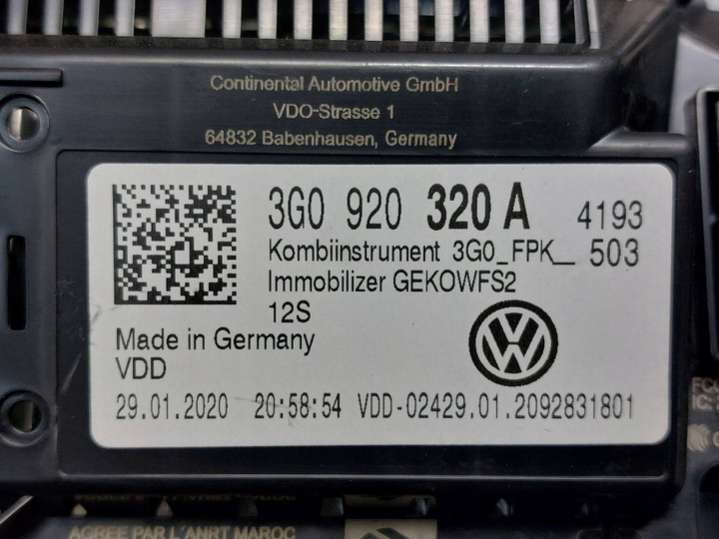 Continental Automotive GmbH
VDO-Strasse 1
64832 Babenhausen, Germany
3G0 920 320 A 4193
Kombiinstrument 3G0_FPK_ 503
Immobilizer GEKOWFS2
12S
Made in Germany
VDD
29.01.2020 20:58:54 VDD-02429.01.2092831801
IC:
AGREE PAR L'ANRT MAROC